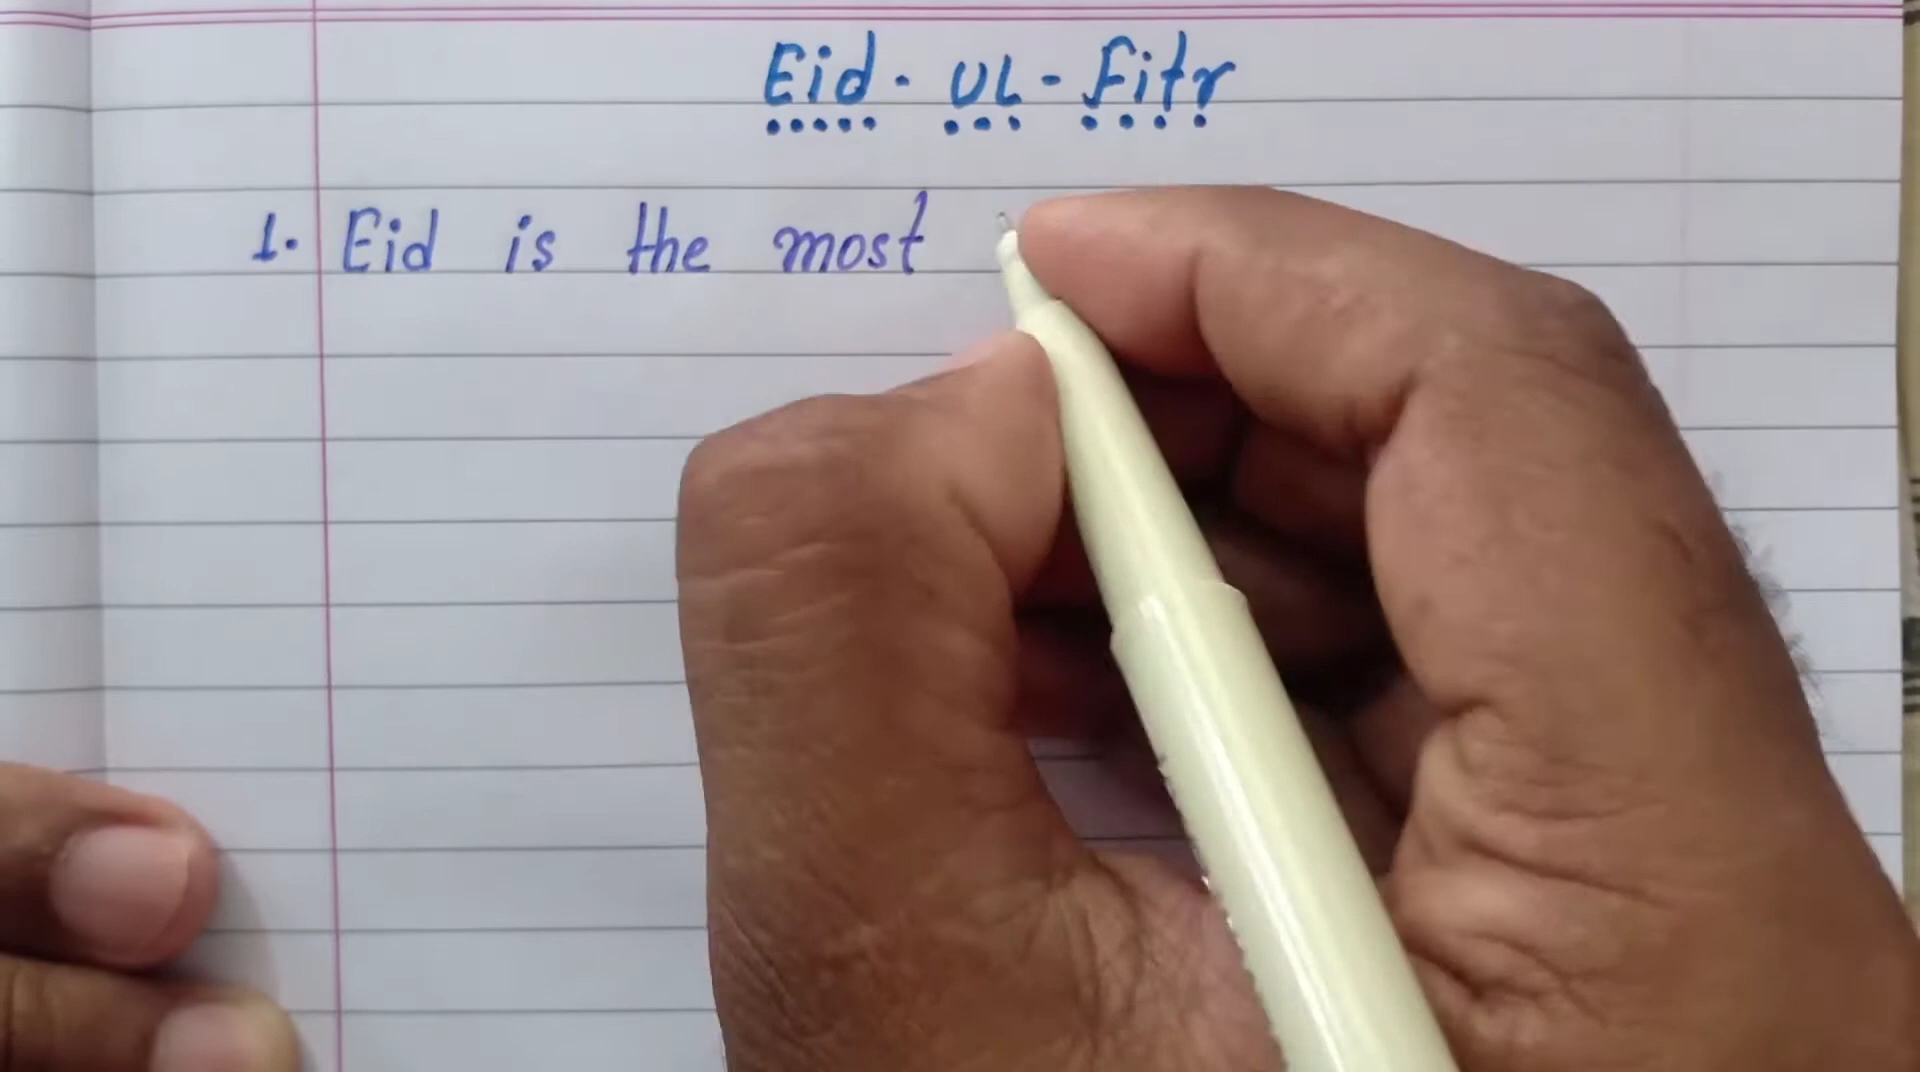 Eid - UL - Fitr
1. Eid is the most